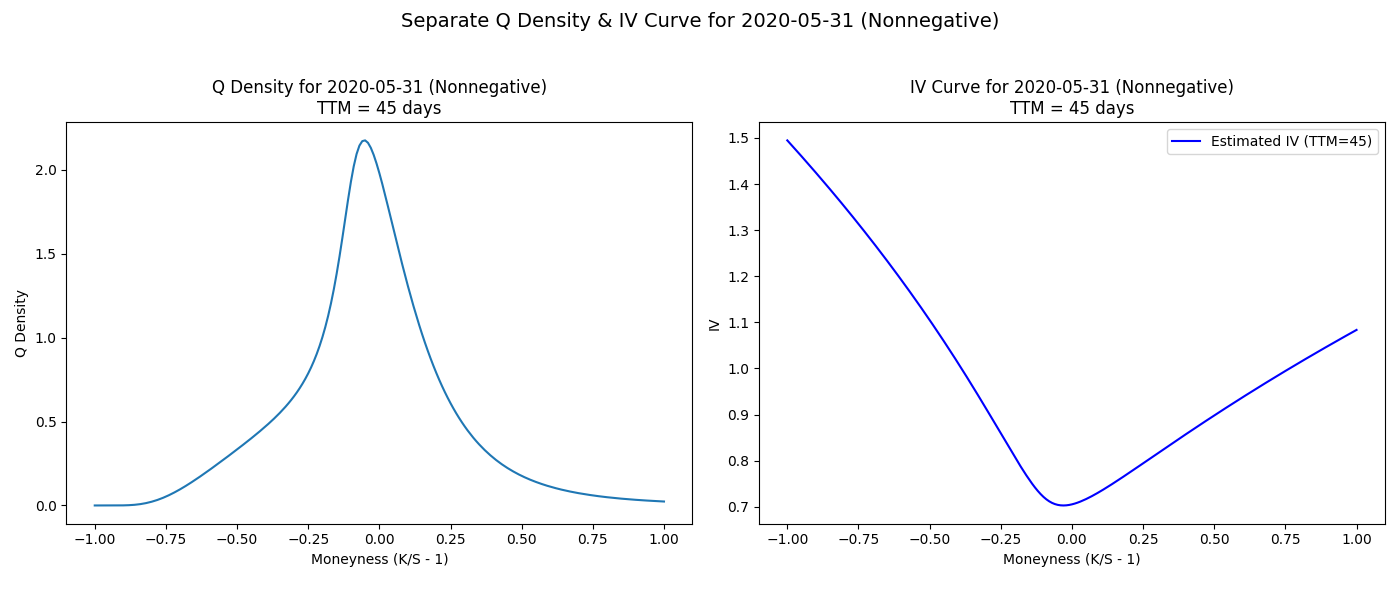 Separate Q Density & IV Curve for 2020-05-31 (Nonnegative)
Q Density for 2020-05-31 (Nonnegative)
TTM = 45 days
Q Density
2.0
1.5
1.0
0.5
0.0
−1.00 −0.75 −0.50 −0.25 0.00 0.25 0.50 0.75 1.00
Moneyness (K/S - 1)
IV Curve for 2020-05-31 (Nonnegative)
TTM = 45 days
Estimated IV (TTM=45)
IV
1.5
1.4
1.3
1.2
1.1
1.0
0.9
0.8
0.7
−1.00 −0.75 −0.50 −0.25 0.00 0.25 0.50 0.75 1.00
Moneyness (K/S - 1)